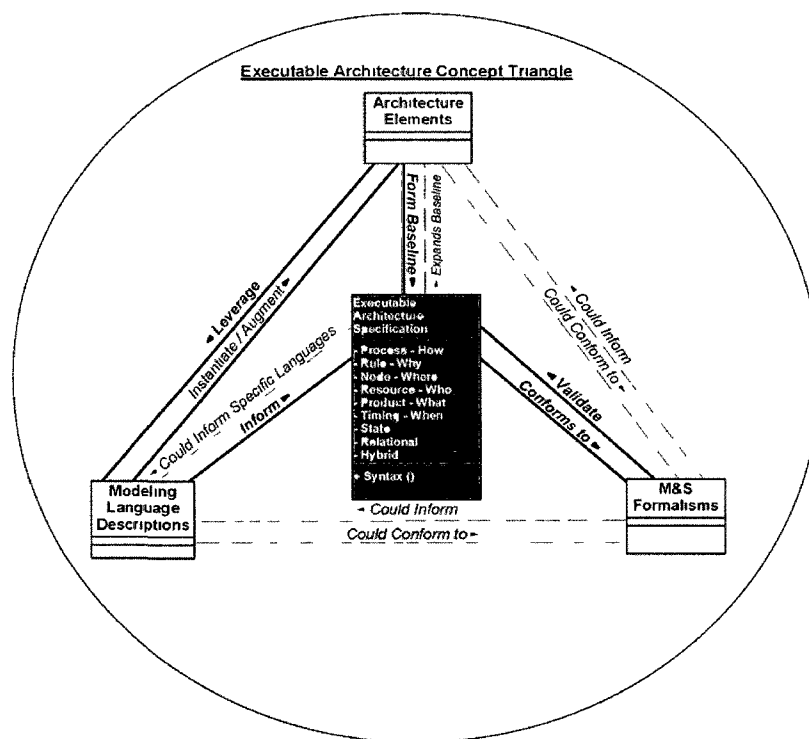 Executable Architecture Concept Triangle
Architecture
Elements
Form Baseline ►
◄ Expands Baseline
◄ Leverage
Instantiate / Augment ►
◄ Could Inform Specific Languages
Inform ►
◄ Could Inform
Could Conform to ►
◄ Validate
Conforms to ►
Executable
Architecture
Specification
- Process - How
- Rule - Why
- Node - Where
- Resource - Who
- Product - What
- Timing - When
- State
- Relational
- Hybrid
+ Syntax ()
Modeling
Language
Descriptions
M&S
Formalisms
◄ Could Inform
Could Conform to ►